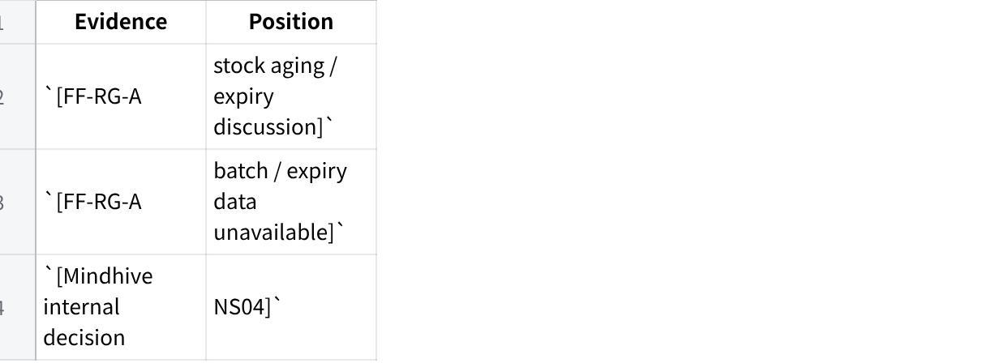 1 Evidence Position
2 `[FF-RG-A stock aging /
expiry
discussion]`
3 `[FF-RG-A batch / expiry
data
unavailable]`
4 `[Mindhive
internal
decision NS04]`